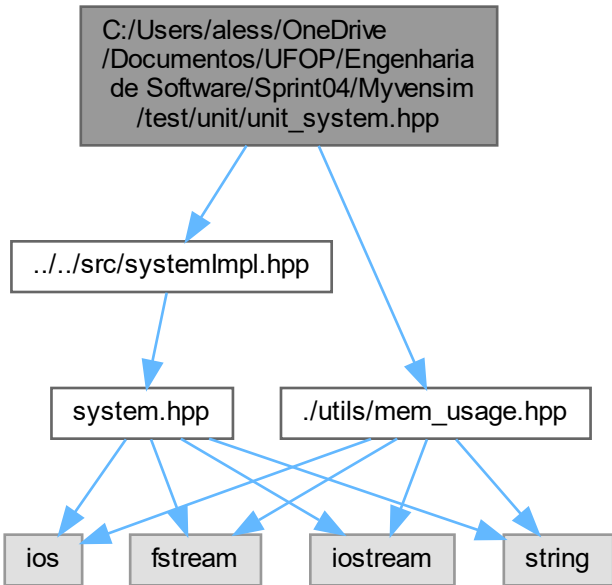 C:/Users/aless/OneDrive
/Documentos/UFOP/Engenharia
de Software/Sprint04/Myvensim
/test/unit/unit_system.hpp
../../src/systemImpl.hpp
system.hpp
./utils/mem_usage.hpp
ios
fstream
iostream
string